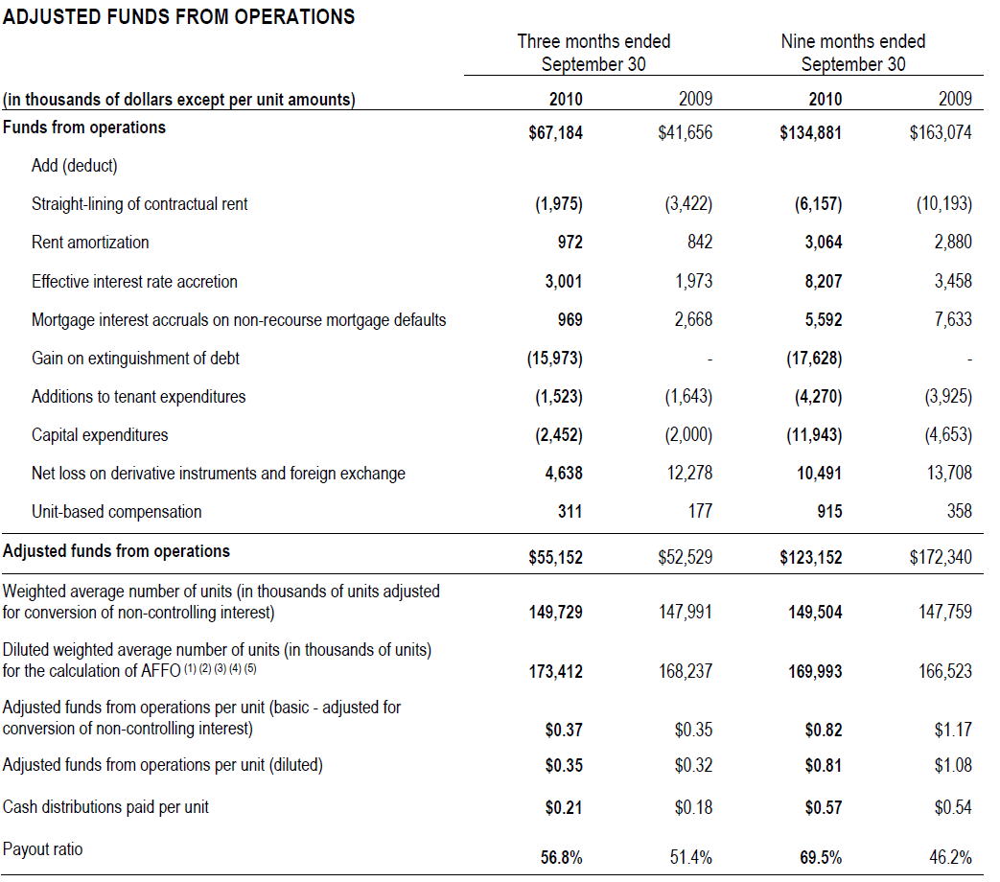 ADJUSTED FUNDS FROM OPERATIONS
Three months ended Nine months ended
September 30 September 30
(in thousands of dollars except per unit amounts) 2010 2009 2010 2009
Funds from operations $67,184 $41,656 $134,881 $163,074
Add (deduct)
Straight-lining of contractual rent (1,975) (3,422) (6,157) (10,193)
Rent amortization 972 842 3,064 2,880
Effective interest rate accretion 3,001 1,973 8,207 3,458
Mortgage interest accruals on non-recourse mortgage defaults 969 2,668 5,592 7,633
Gain on extinguishment of debt (15,973) - (17,628) -
Additions to tenant expenditures (1,523) (1,643) (4,270) (3,925)
Capital expenditures (2,452) (2,000) (11,943) (4,653)
Net loss on derivative instruments and foreign exchange 4,638 12,278 10,491 13,708
Unit-based compensation 311 177 915 358
Adjusted funds from operations $55,152 $52,529 $123,152 $172,340
Weighted average number of units (in thousands of units adjusted
for conversion of non-controlling interest) 149,729 147,991 149,504 147,759
Diluted weighted average number of units (in thousands of units)
for the calculation of AFFO (1) (2) (3) (4) (5) 173,412 168,237 169,993 166,523
Adjusted funds from operations per unit (basic - adjusted for
conversion of non-controlling interest) $0.37 $0.35 $0.82 $1.17
Adjusted funds from operations per unit (diluted) $0.35 $0.32 $0.81 $1.08
Cash distributions paid per unit $0.21 $0.18 $0.57 $0.54
Payout ratio 56.8% 51.4% 69.5% 46.2%